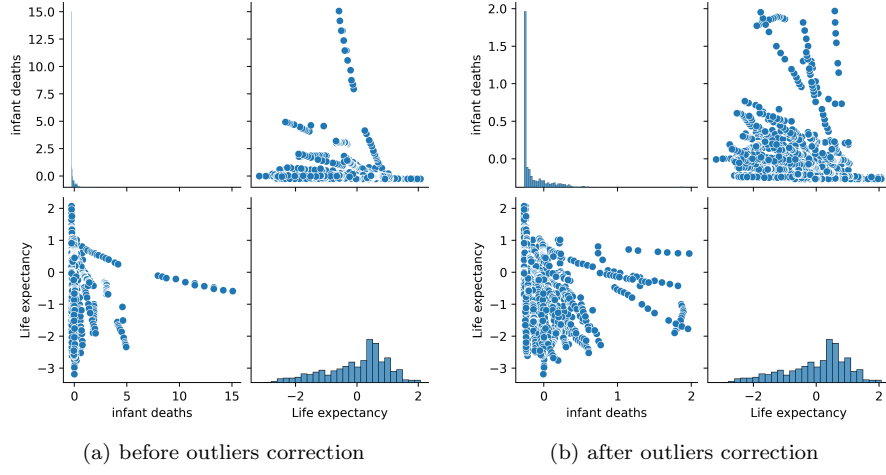 15.0
12.5
10.0
7.5
5.0
2.5
0.0
infant deaths
2.0
1.5
1.0
0.5
0.0
infant deaths
2
1
0
−1
−2
−3
Life expectancy
0 5 10 15
infant deaths
−2 0 2
Life expectancy
2
1
0
−1
−2
−3
Life expectancy
0 1 2
infant deaths
−2 0 2
Life expectancy
(a) before outliers correction
(b) after outliers correction